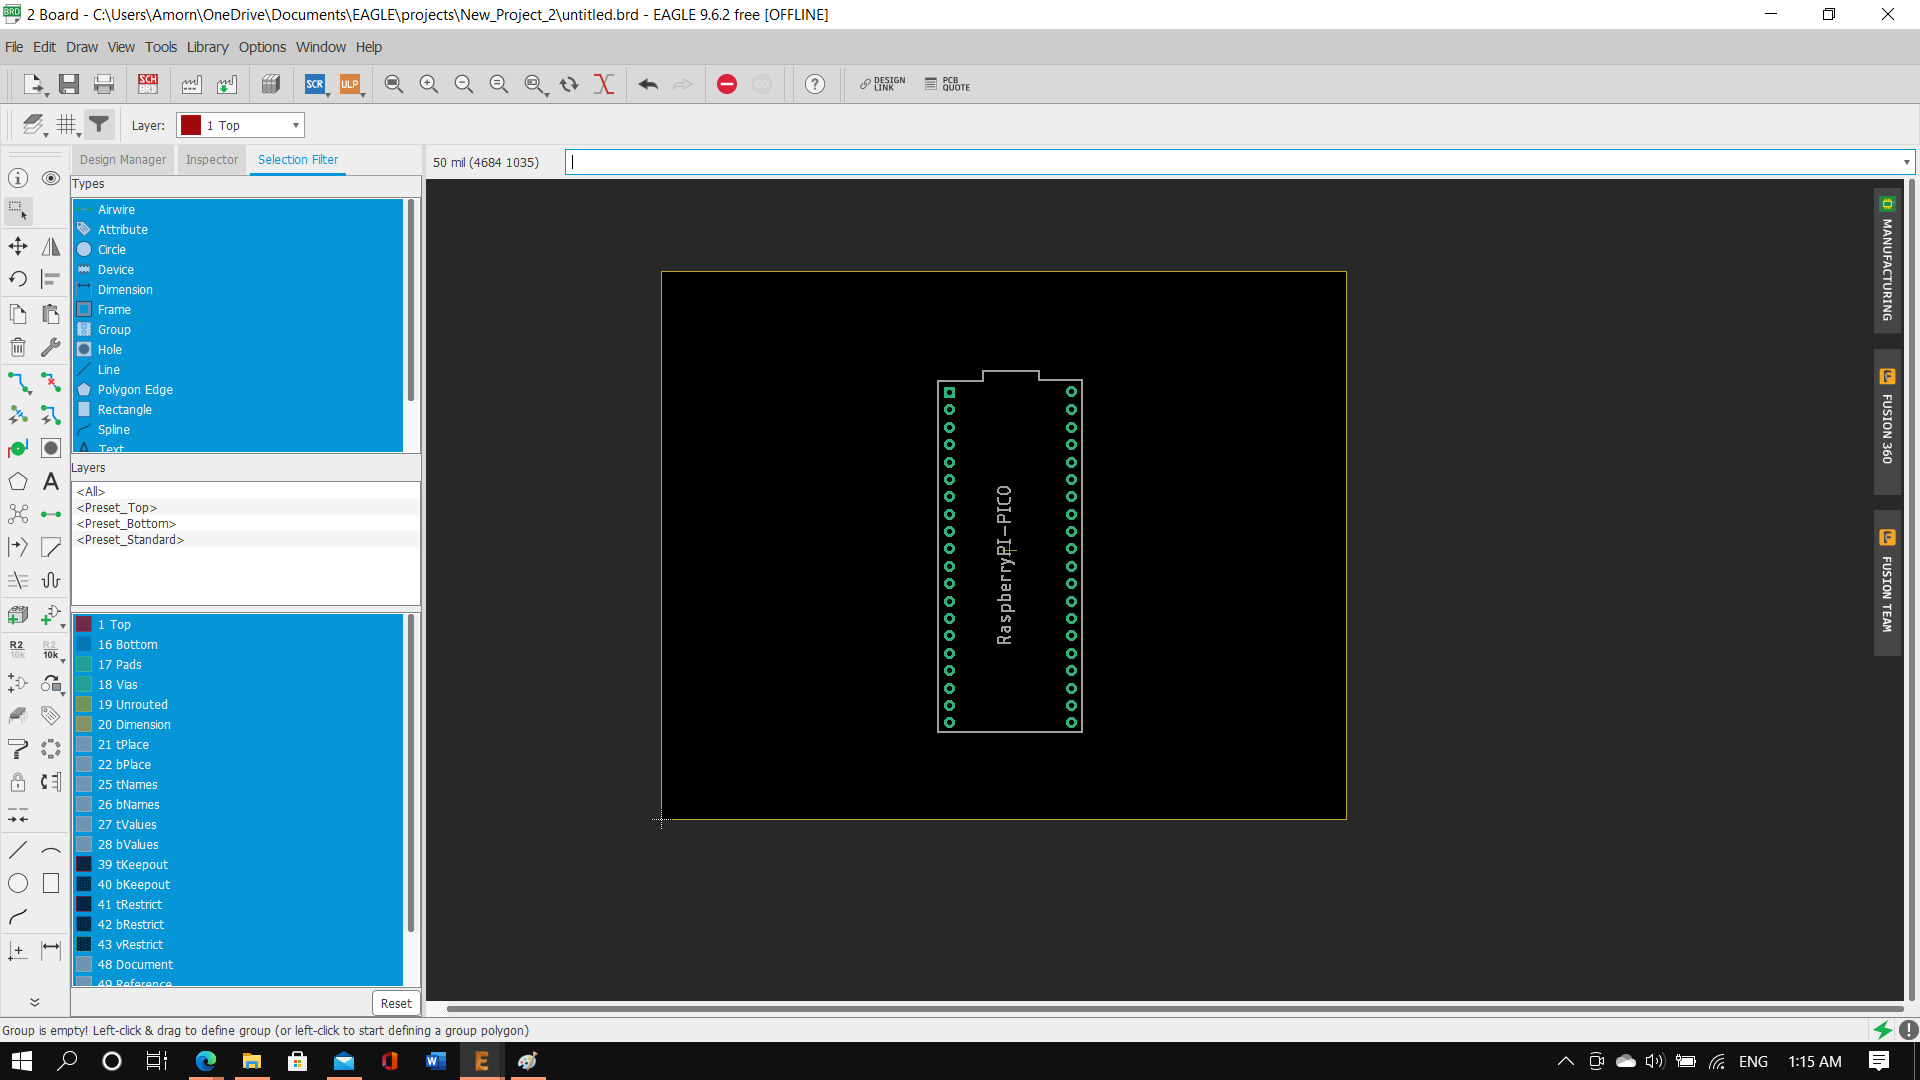 2 Board - C:\Users\Amorn\OneDrive\Documents\EAGLE\projects\New_Project_2\untitled.brd - EAGLE 9.6.2 free [OFFLINE]
File Edit Draw View Tools Library Options Window Help
SCH BRD SCR ULP GO DESIGN LINK PCB QUOTE
Layer: 1 Top
Design Manager Inspector Selection Filter
50 mil (4684 1035)
Types
Airwire
Attribute
Circle
Device
Dimension
Frame
Group
Hole
Line
Polygon Edge
Rectangle
Spline
Text
Layers
<All>
<Preset_Top>
<Preset_Bottom>
<Preset_Standard>
1 Top
16 Bottom
17 Pads
18 Vias
19 Unrouted
20 Dimension
21 tPlace
22 bPlace
25 tNames
26 bNames
27 tValues
28 bValues
39 tKeepout
40 bKeepout
41 tRestrict
42 bRestrict
43 vRestrict
48 Document
49 Reference
Reset
R2 10k R2 10k
RaspberryPI-PICO
MANUFACTURING
FUSION 360
FUSION TEAM
Group is empty! Left-click & drag to define group (or left-click to start defining a group polygon)
ENG 1:15 AM